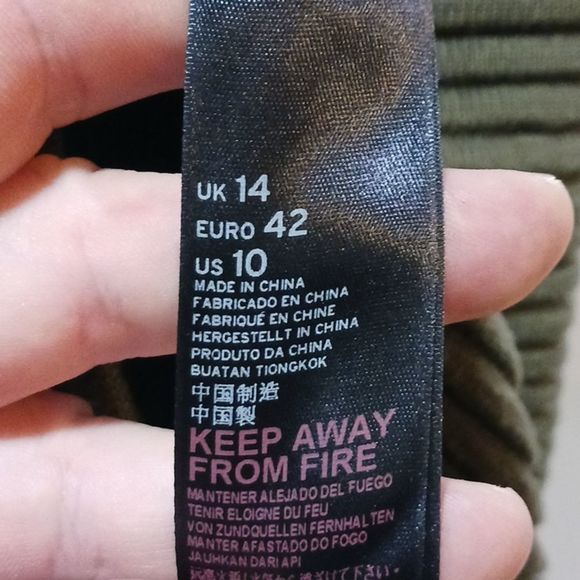 UK 14
EURO 42
US 10
MADE IN CHINA
FABRICADO EN CHINA
FABRIQUÉ EN CHINE
HERGESTELLT IN CHINA
PRODUTO DA CHINA
BUATAN TIONGKOK
中国制造
中国製
KEEP AWAY
FROM FIRE
MANTENER ALEJADO DEL FUEGO
TENIR ELOIGNE DU FEU
VON ZUNDQUELLEN FERNHALTEN
MANTER AFASTADO DO FOGO
JAUHKAN DARI API